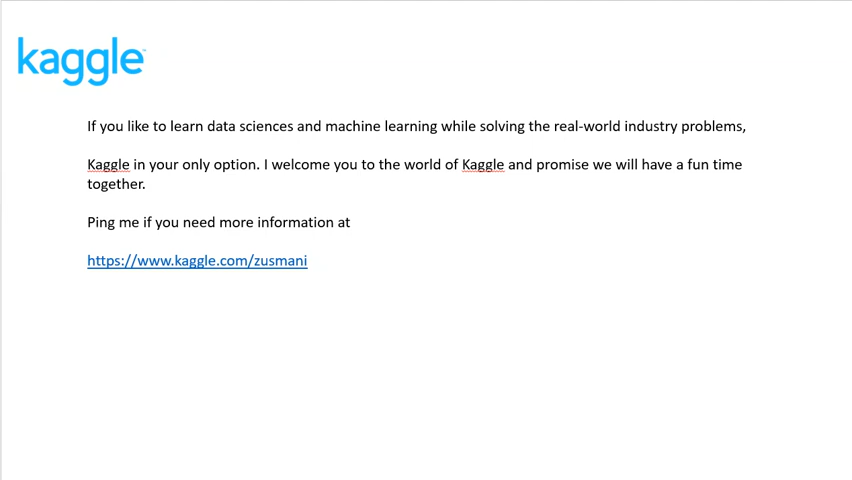 kaggle
If you like to learn data sciences and machine learning while solving the real-world industry problems,
Kaggle in your only option. I welcome you to the world of Kaggle and promise we will have a fun time
together.
Ping me if you need more information at
https://www.kaggle.com/zusmani